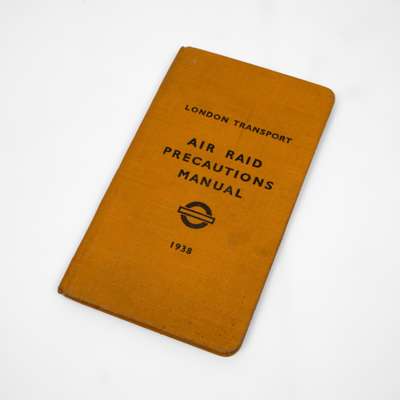 LONDON TRANSPORT
AIR RAID
PRECAUTIONS
MANUAL
1938